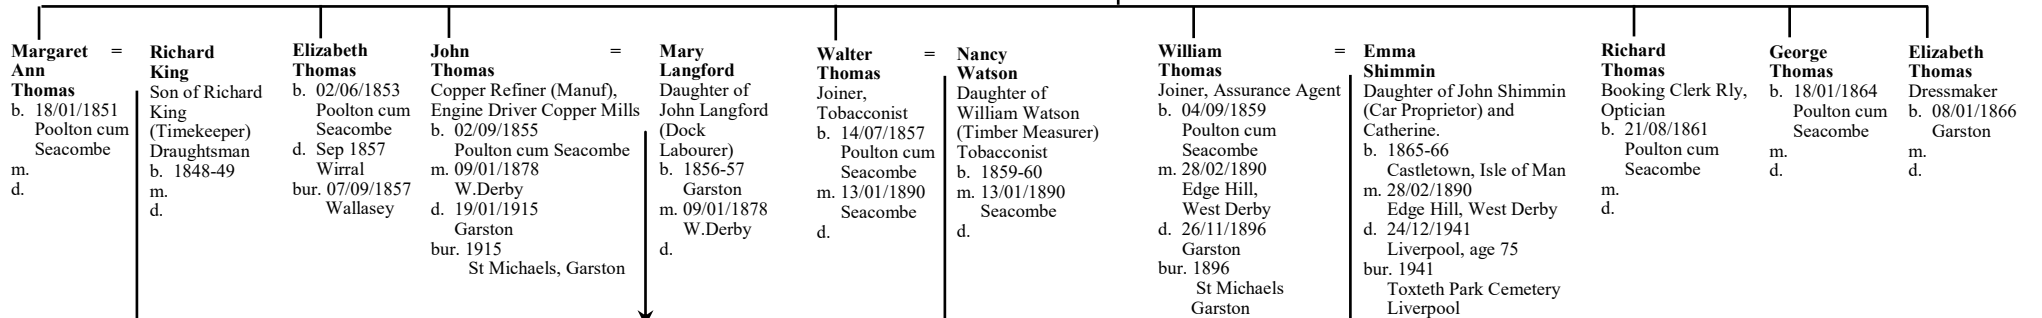 Margaret =
Ann
Thomas
b. 18/01/1851
Poolton cum
Seacombe
m.
d.
Richard
King
Son of Richard
King
(Timekeeper)
Draughtsman
b. 1848-49
m.
d.
Elizabeth
Thomas
b. 02/06/1853
Poolton cum
Seacombe
d. Sep 1857
Wirral
bur. 07/09/1857
Wallasey
John =
Thomas
Copper Refiner (Manuf),
Engine Driver Copper Mills
b. 02/09/1855
Poulton cum Seacombe
m. 09/01/1878
W.Derby
d. 19/01/1915
Garston
bur. 1915
St Michaels, Garston
Mary
Langford
Daughter of
John Langford
(Dock
Labourer)
b. 1856-57
Garston
m. 09/01/1878
W.Derby
d.
Walter =
Thomas
Joiner,
Tobacconist
b. 14/07/1857
Poulton cum
Seacombe
m. 13/01/1890
Seacombe
d.
Nancy
Watson
Daughter of
William Watson
(Timber Measurer)
Tobacconist
b. 1859-60
m. 13/01/1890
Seacombe
d.
William =
Thomas
Joiner, Assurance Agent
b. 04/09/1859
Poulton cum
Seacombe
m. 28/02/1890
Edge Hill,
West Derby
d. 26/11/1896
Garston
bur. 1896
St Michaels
Garston
Emma
Shimmin
Daughter of John Shimmin
(Car Proprietor) and
Catherine.
b. 1865-66
Castletown, Isle of Man
m. 28/02/1890
Edge Hill, West Derby
d. 24/12/1941
Liverpool, age 75
bur. 1941
Toxteth Park Cemetery
Liverpool
Richard
Thomas
Booking Clerk Rly,
Optician
b. 21/08/1861
Poulton cum
Seacombe
m.
d.
George
Thomas
b. 18/01/1864
Poulton cum
Seacombe
m.
d.
Elizabeth
Thomas
Dressmaker
b. 08/01/1866
Garston
m.
d.